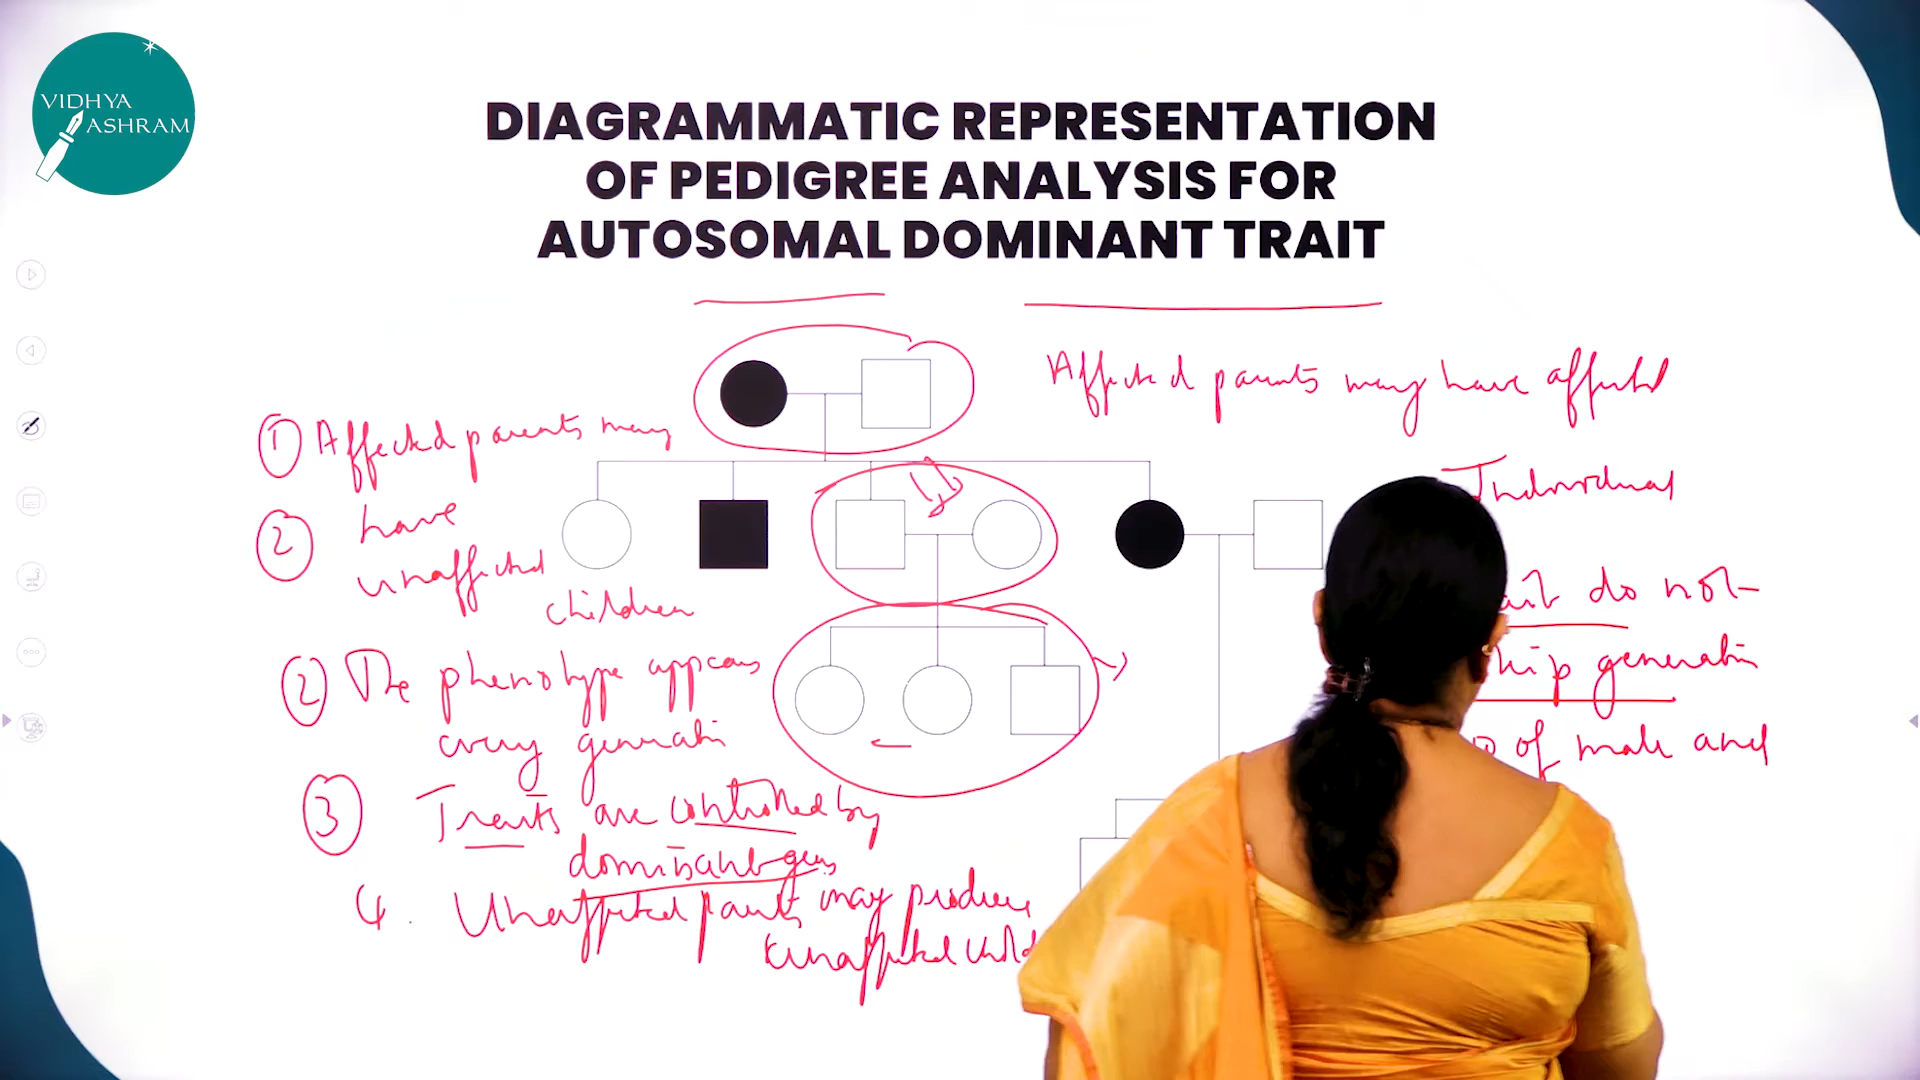 VIDHYA
ASHRAM
DIAGRAMMATIC REPRESENTATION
OF PEDIGREE ANALYSIS FOR
AUTOSOMAL DOMINANT TRAIT
① Affected parents may
② have
unaffected
children
② The phenotype appears
every generation
③ Traits are controlled by
dominant genes
4. Unaffected parents may produce
unaffected child
Affected parents may have affected
Individual
do not
generation
of male and